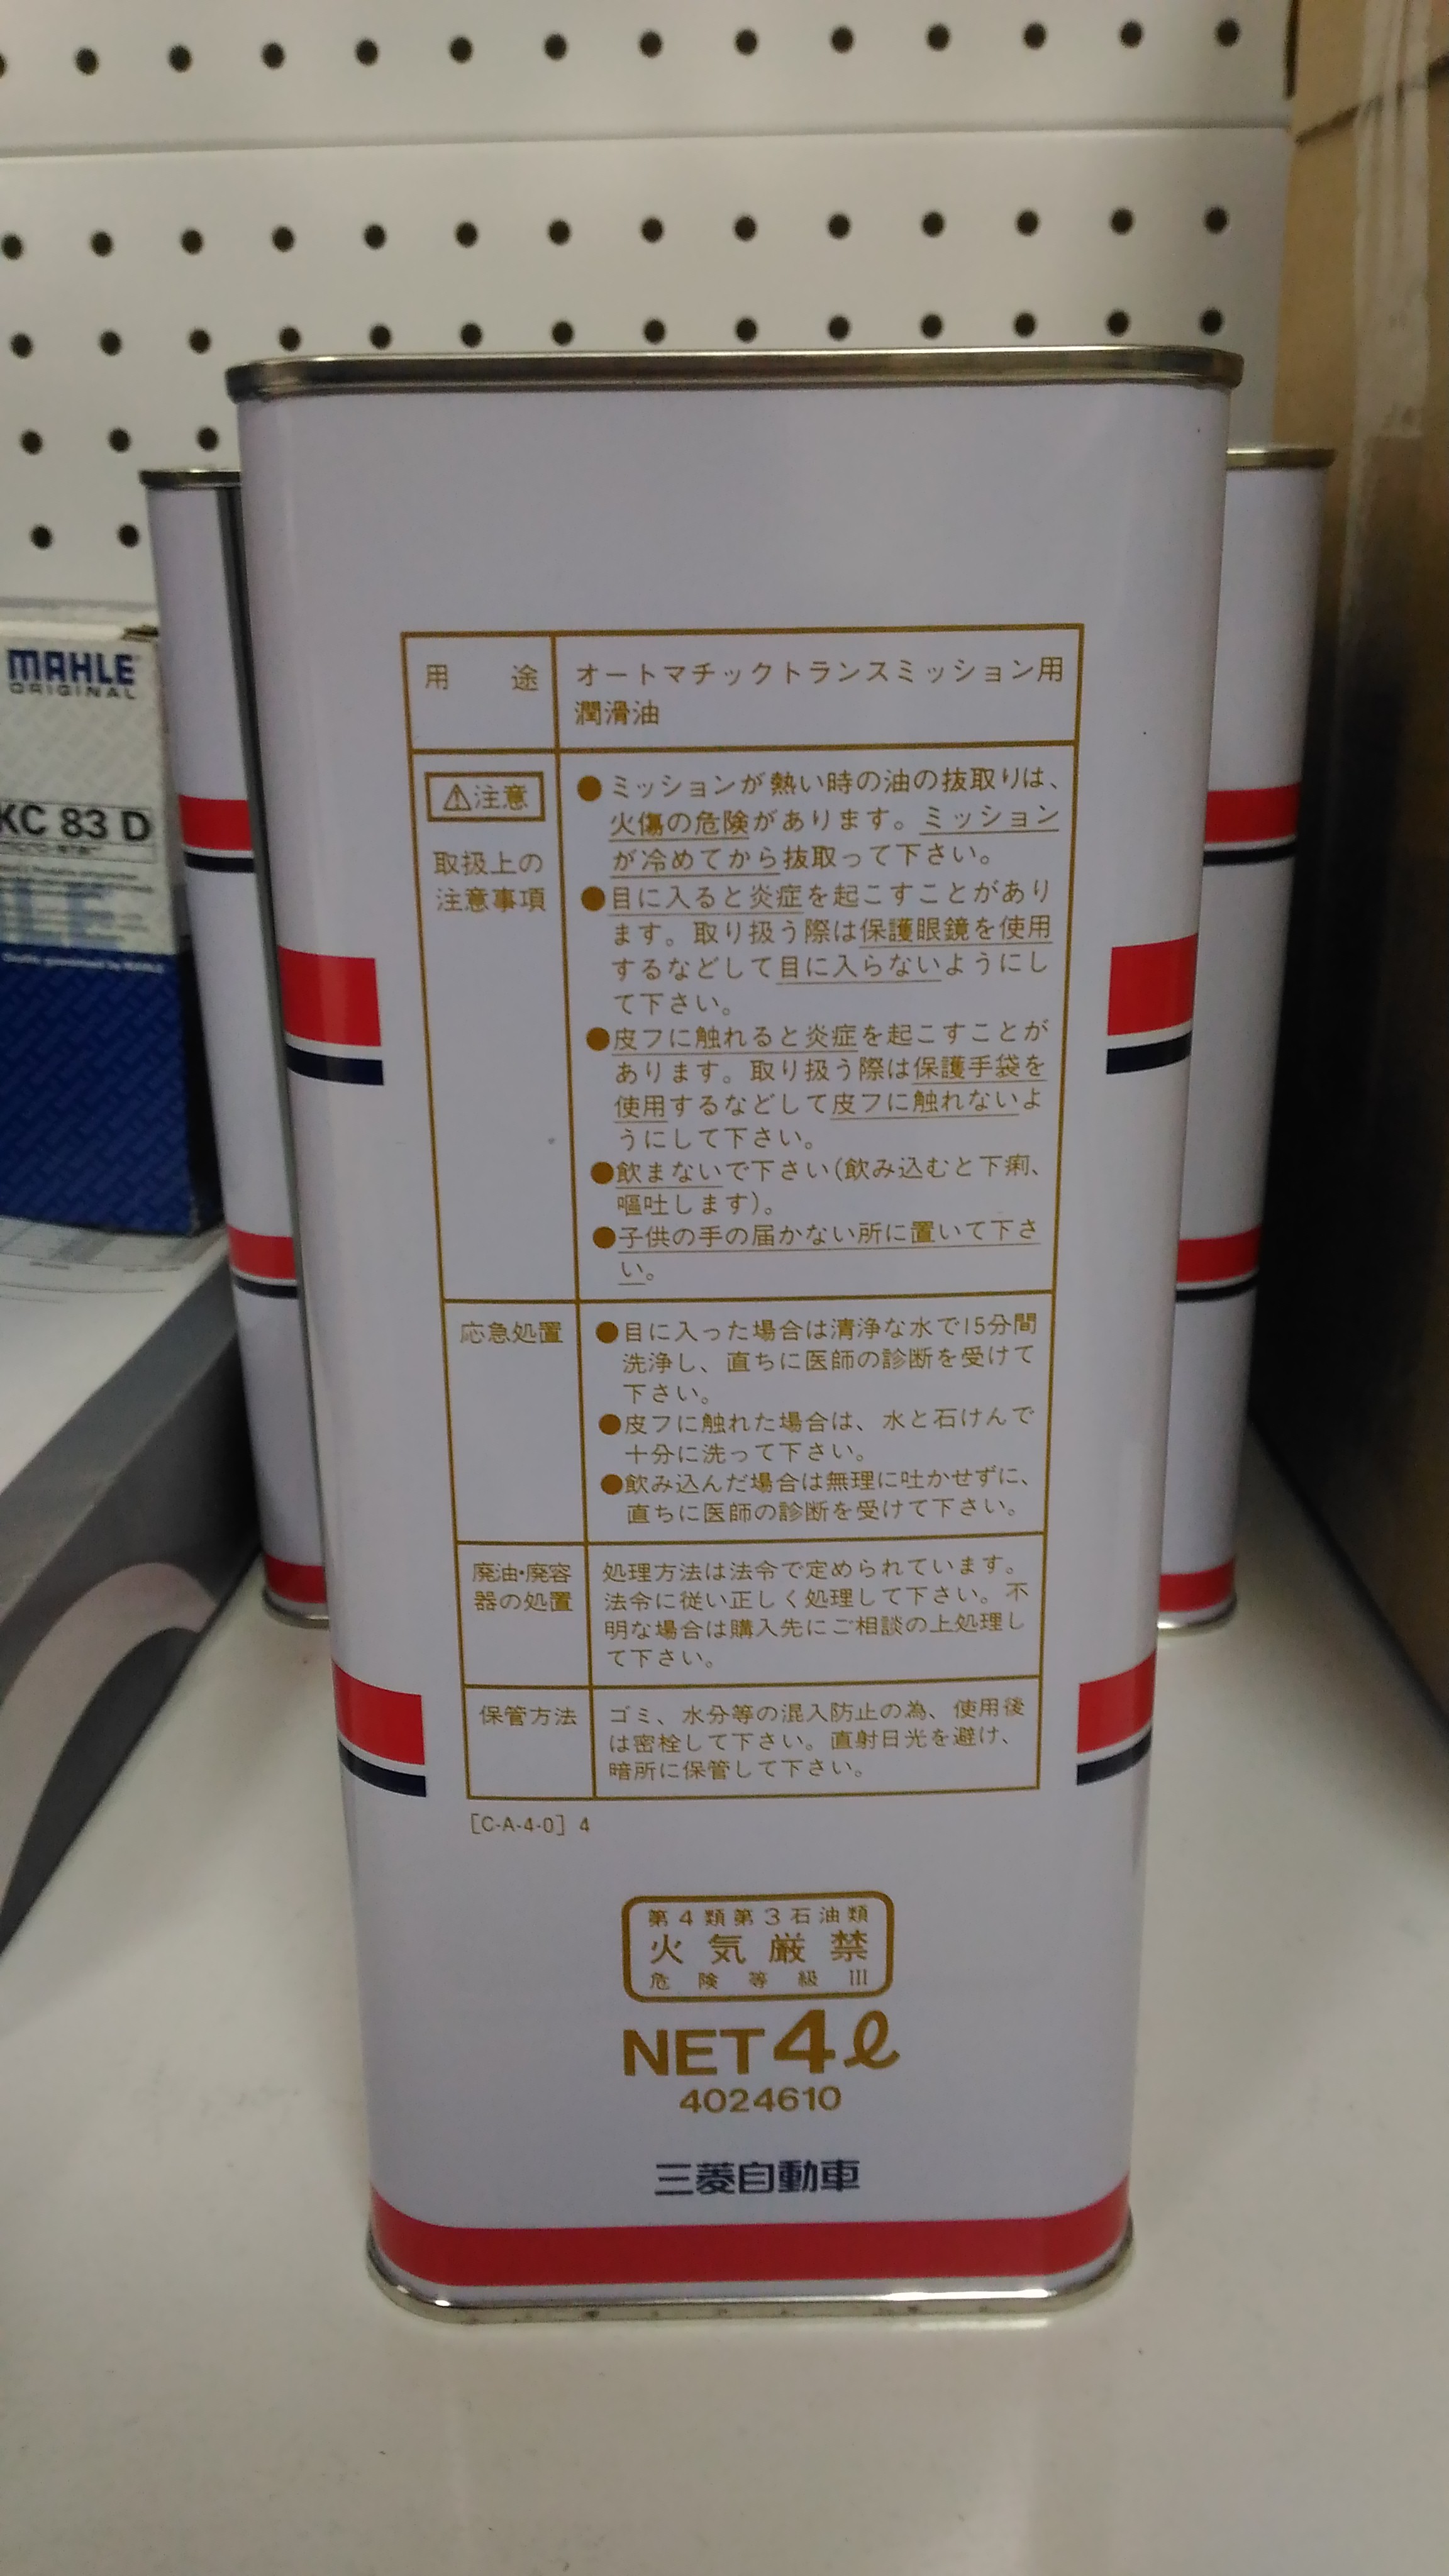 MAHLE
ORIGINAL
KC 83 D
Quality guaranteed by MAHLE
用　途
オートマチックトランスミッション用
潤滑油
⚠注意
取扱上の
注意事項
●ミッションが熱い時の油の抜取りは、
火傷の危険があります。ミッション
が冷めてから抜取って下さい。
●目に入ると炎症を起こすことがあり
ます。取り扱う際は保護眼鏡を使用
するなどして目に入らないようにし
て下さい。
●皮フに触れると炎症を起こすことが
あります。取り扱う際は保護手袋を
使用するなどして皮フに触れないよ
うにして下さい。
●飲まないで下さい(飲み込むと下痢、
嘔吐します)。
●子供の手の届かない所に置いて下さ
い。
応急処置
●目に入った場合は清浄な水で15分間
洗浄し、直ちに医師の診断を受けて
下さい。
●皮フに触れた場合は、水と石けんで
十分に洗って下さい。
●飲み込んだ場合は無理に吐かせずに、
直ちに医師の診断を受けて下さい。
廃油・廃容
器の処置
処理方法は法令で定められています。
法令に従い正しく処理して下さい。不
明な場合は購入先にご相談の上処理し
て下さい。
保管方法
ゴミ、水分等の混入防止の為、使用後
は密栓して下さい。直射日光を避け、
暗所に保管して下さい。
[C-A-4-0] 4
第4類第3石油類
火気厳禁
危険等級III
NET 4ℓ
4024610
三菱自動車